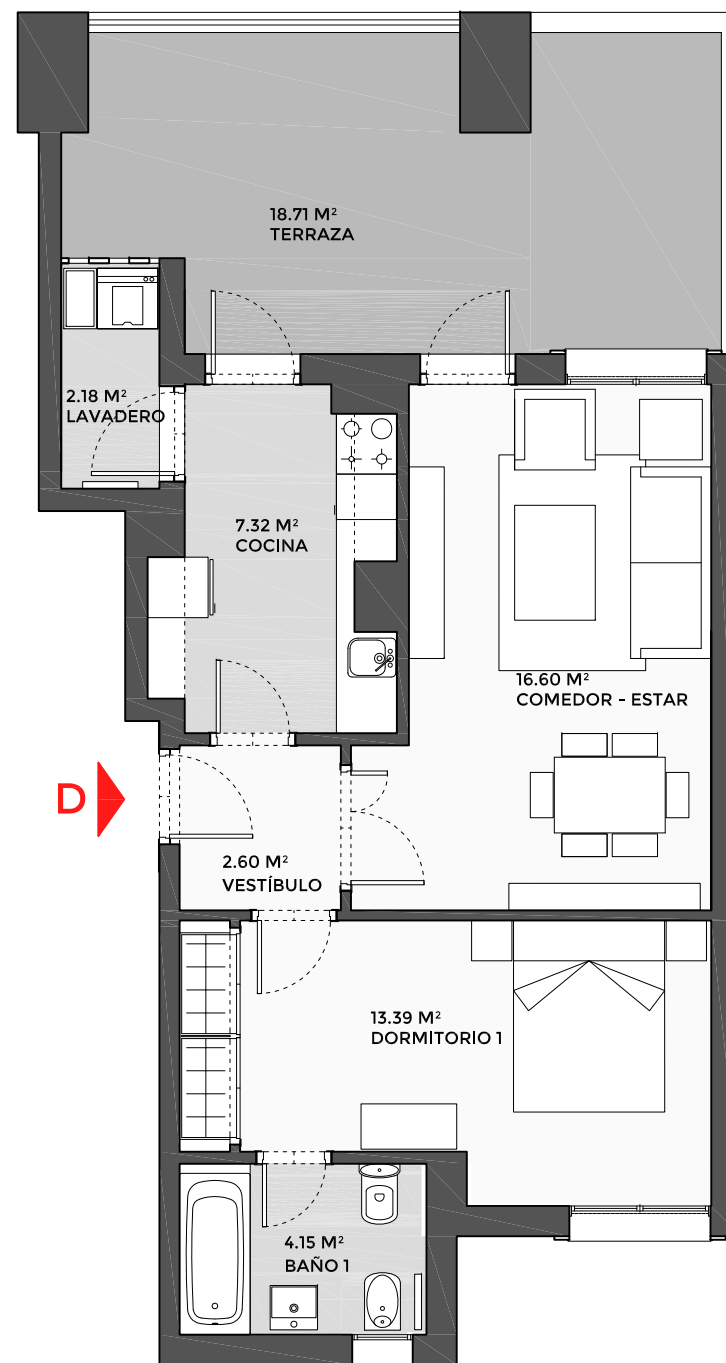 18.71 M²
TERRAZA
2.18 M²
LAVADERO
7.32 M²
COCINA
16.60 M²
COMEDOR - ESTAR
D
2.60 M²
VESTÍBULO
13.39 M²
DORMITORIO 1
4.15 M²
BAÑO 1